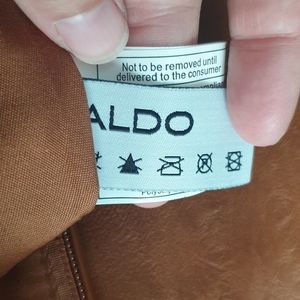 Not to be removed until
delivered to the consumer
ALDO